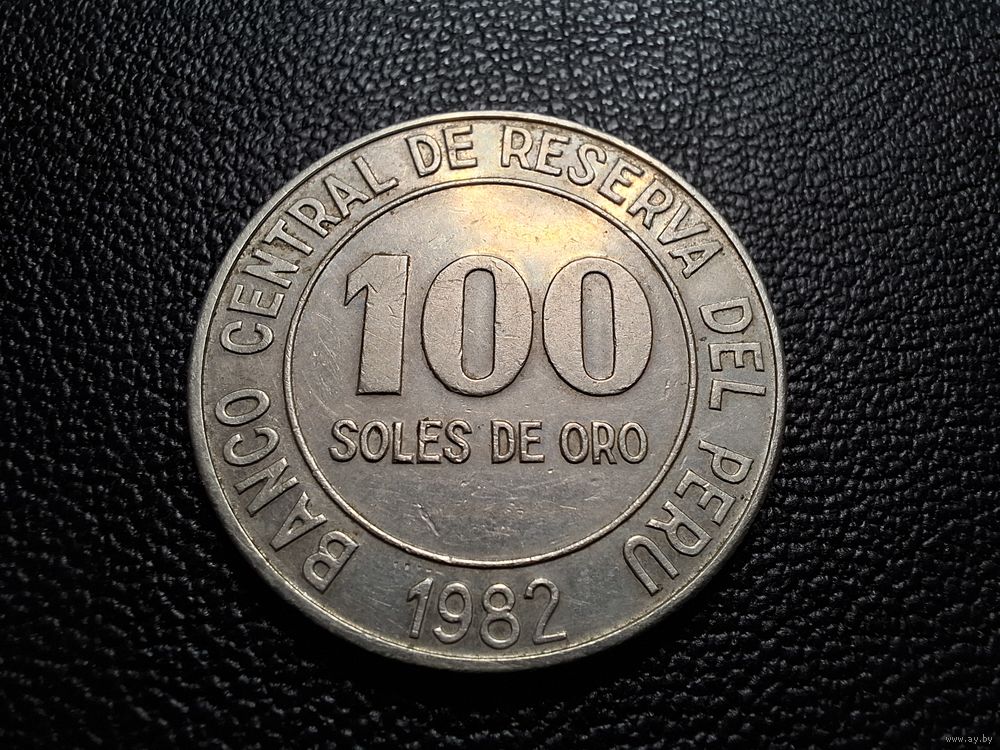 BANCO CENTRAL DE RESERVA DEL PERU
100
SOLES DE ORO
1982
www.ay.by